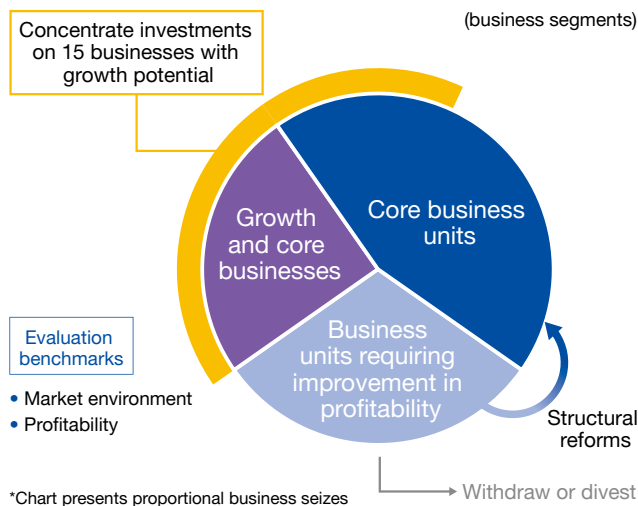 Concentrate investments
on 15 businesses with
growth potential
(business segments)
Growth
and core
businesses
Core business
units
Business
units requiring
improvement in
profitability
Evaluation
benchmarks
• Market environment
• Profitability
Structural
reforms
Withdraw or divest
*Chart presents proportional business seizes